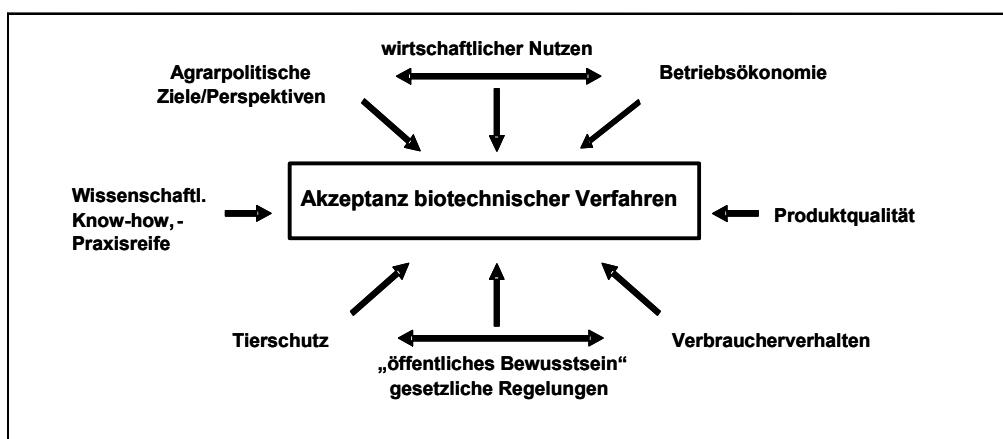 wirtschaftlicher Nutzen
Agrarpolitische
Ziele/Perspektiven
Betriebsökonomie
Wissenschaftl.
Know-how, -
Praxisreife
Akzeptanz biotechnischer Verfahren
Produktqualität
Tierschutz
„öffentliches Bewusstsein“
gesetzliche Regelungen
Verbraucherverhalten